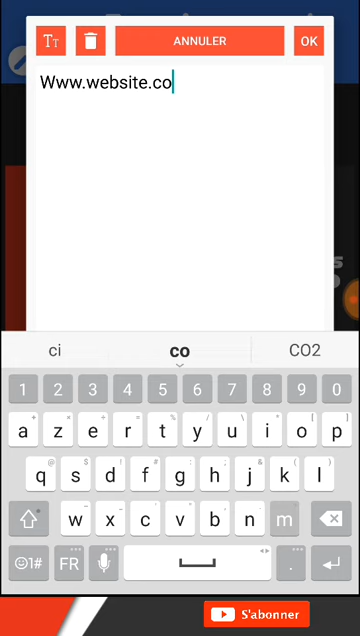 TT ANNULER OK
Www.website.co
ci co CO2
1 2 3 4 5 6 7 8 9 0
a z e r t y u i o p
q s d f g h j k l
w x c v b n m
1# FR .
S'abonner